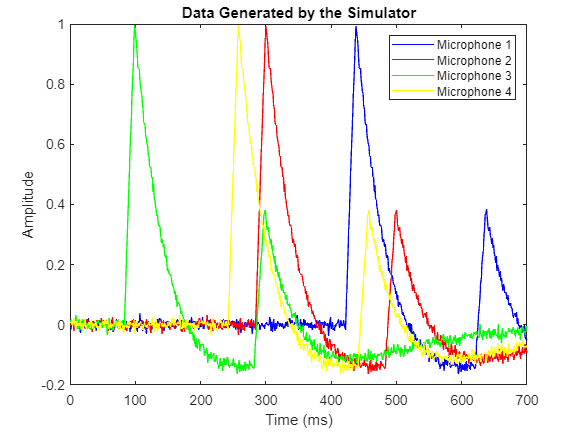 Data Generated by the Simulator
1
0.8
0.6
0.4
0.2
0
-0.2
Amplitude
Microphone 1
Microphone 2
Microphone 3
Microphone 4
0 100 200 300 400 500 600 700
Time (ms)